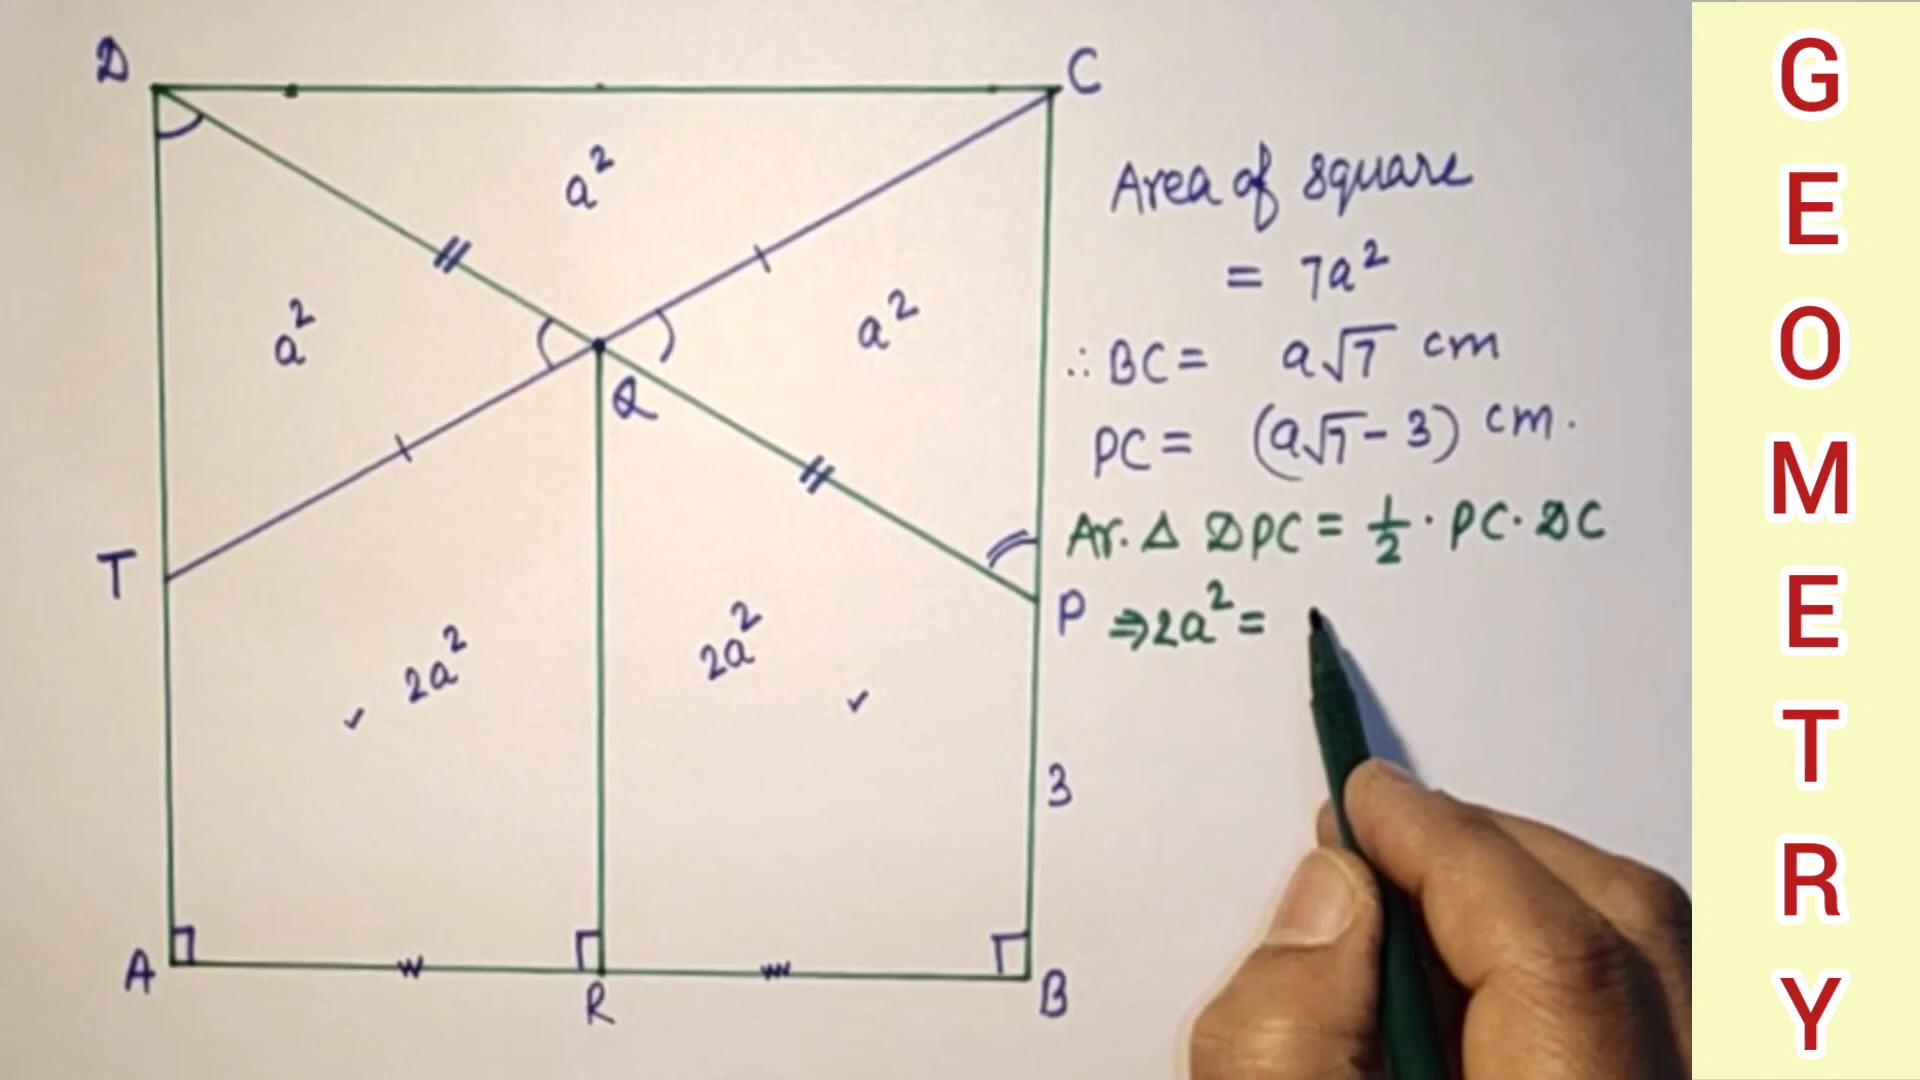 D
C
a²
Area of square
= 7a²
a²
a²
∴ BC = a√7 cm
Q
PC = (a√7 - 3) cm.
Ar. Δ DPC = ½ · PC · DC
T
P
⇒ 2a² =
2a²
2a²
3
A
R
B
GEOMETRY